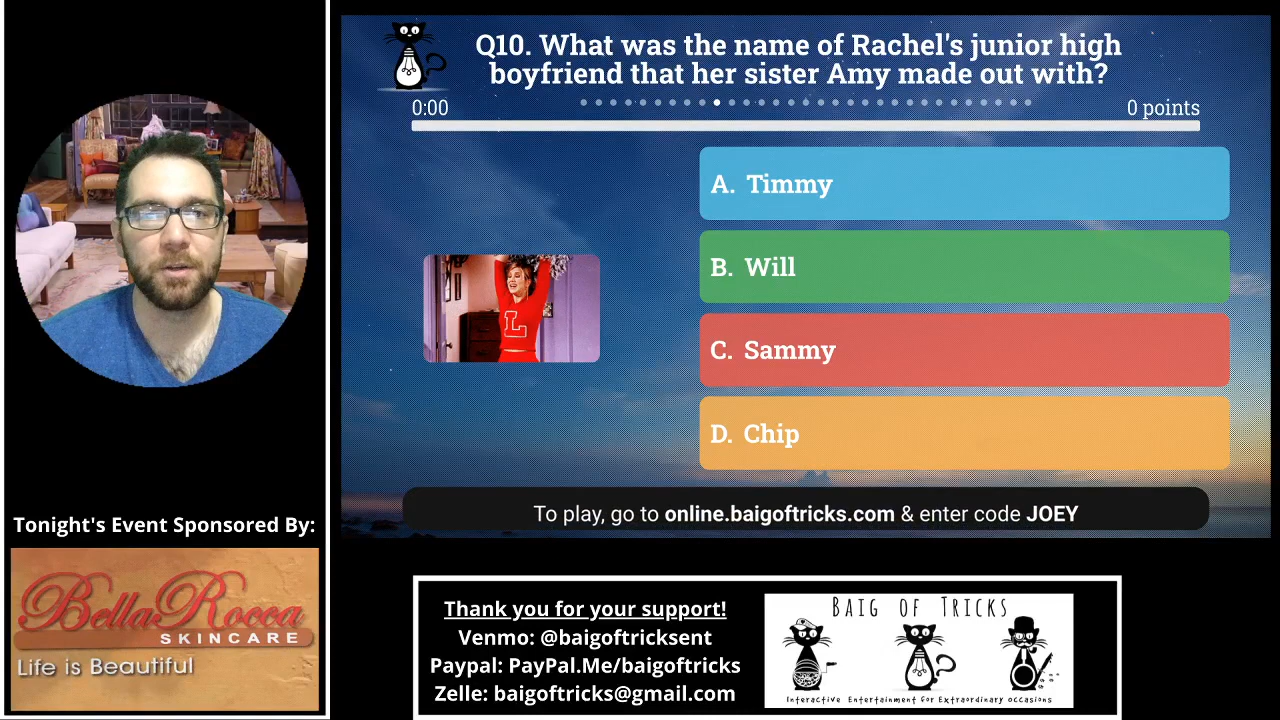 Q10. What was the name of Rachel's junior high
boyfriend that her sister Amy made out with?
0:00
0 points
A. Timmy
B. Will
L
C. Sammy
D. Chip
To play, go to online.baigoftricks.com & enter code JOEY
Tonight's Event Sponsored By:
BellaRocca
SKINCARE
Life is Beautiful
Thank you for your support!
Venmo: @baigoftricksent
Paypal: PayPal.Me/baigoftricks
Zelle: baigoftricks@gmail.com
BAIG OF TRICKS
Interactive Entertainment for Extraordinary occasions